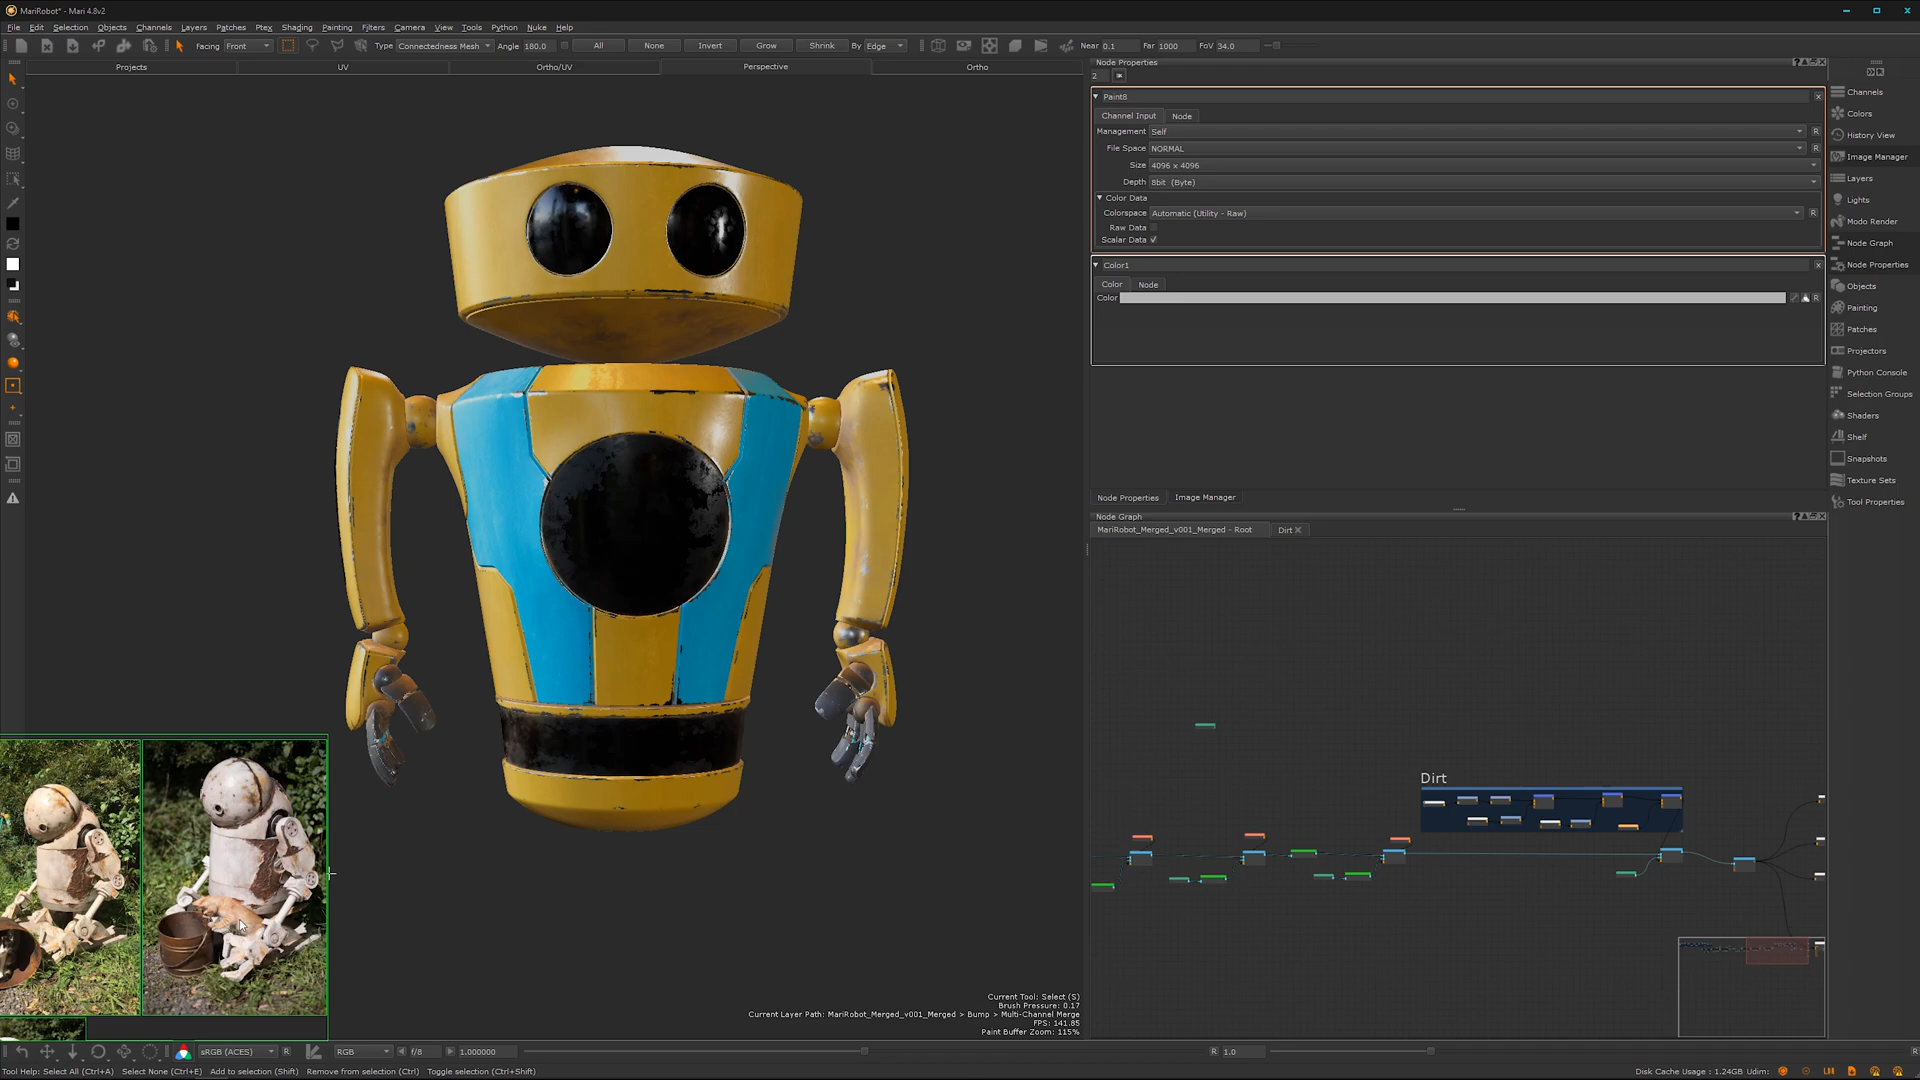 MariRobot* - Mari 4.8v2
File Edit Selection Objects Channels Layers Patches Ptex Shading Painting Filters Camera View Tools Python Nuke Help
Facing Front Type Connectedness Mesh Angle 180.0 All None Invert Grow Shrink By Edge Near 0.1 Far 1000 FoV 34.0
Projects UV Ortho/UV Perspective Ortho
Node Properties
2
Paint8
Channel Input Node
Management Self R
File Space NORMAL R
Size 4096 x 4096
Depth 8bit (Byte)
Color Data
Colorspace Automatic (Utility - Raw) R
Raw Data
Scalar Data
Color1
Color Node
Color R
Node Properties Image Manager
Node Graph
MariRobot_Merged_v001_Merged - Root Dirt
Dirt
Channels
Colors
History View
Image Manager
Layers
Lights
Modo Render
Node Graph
Node Properties
Objects
Painting
Patches
Projectors
Python Console
Selection Groups
Shaders
Shelf
Snapshots
Texture Sets
Tool Properties
Current Tool: Select (S)
Brush Pressure: 0.17
Current Layer Path: MariRobot_Merged_v001_Merged > Bump > Multi-Channel Merge
FPS: 141.85
Paint Buffer Zoom: 115%
sRGB (ACES) R RGB f/8 1.000000 R 1.0 R
Tool Help: Select All (Ctrl+A) Select None (Ctrl+E) Add to selection (Shift) Remove from selection (Ctrl) Toggle selection (Ctrl+Shift) Disk Cache Usage : 1.24GB Udim: